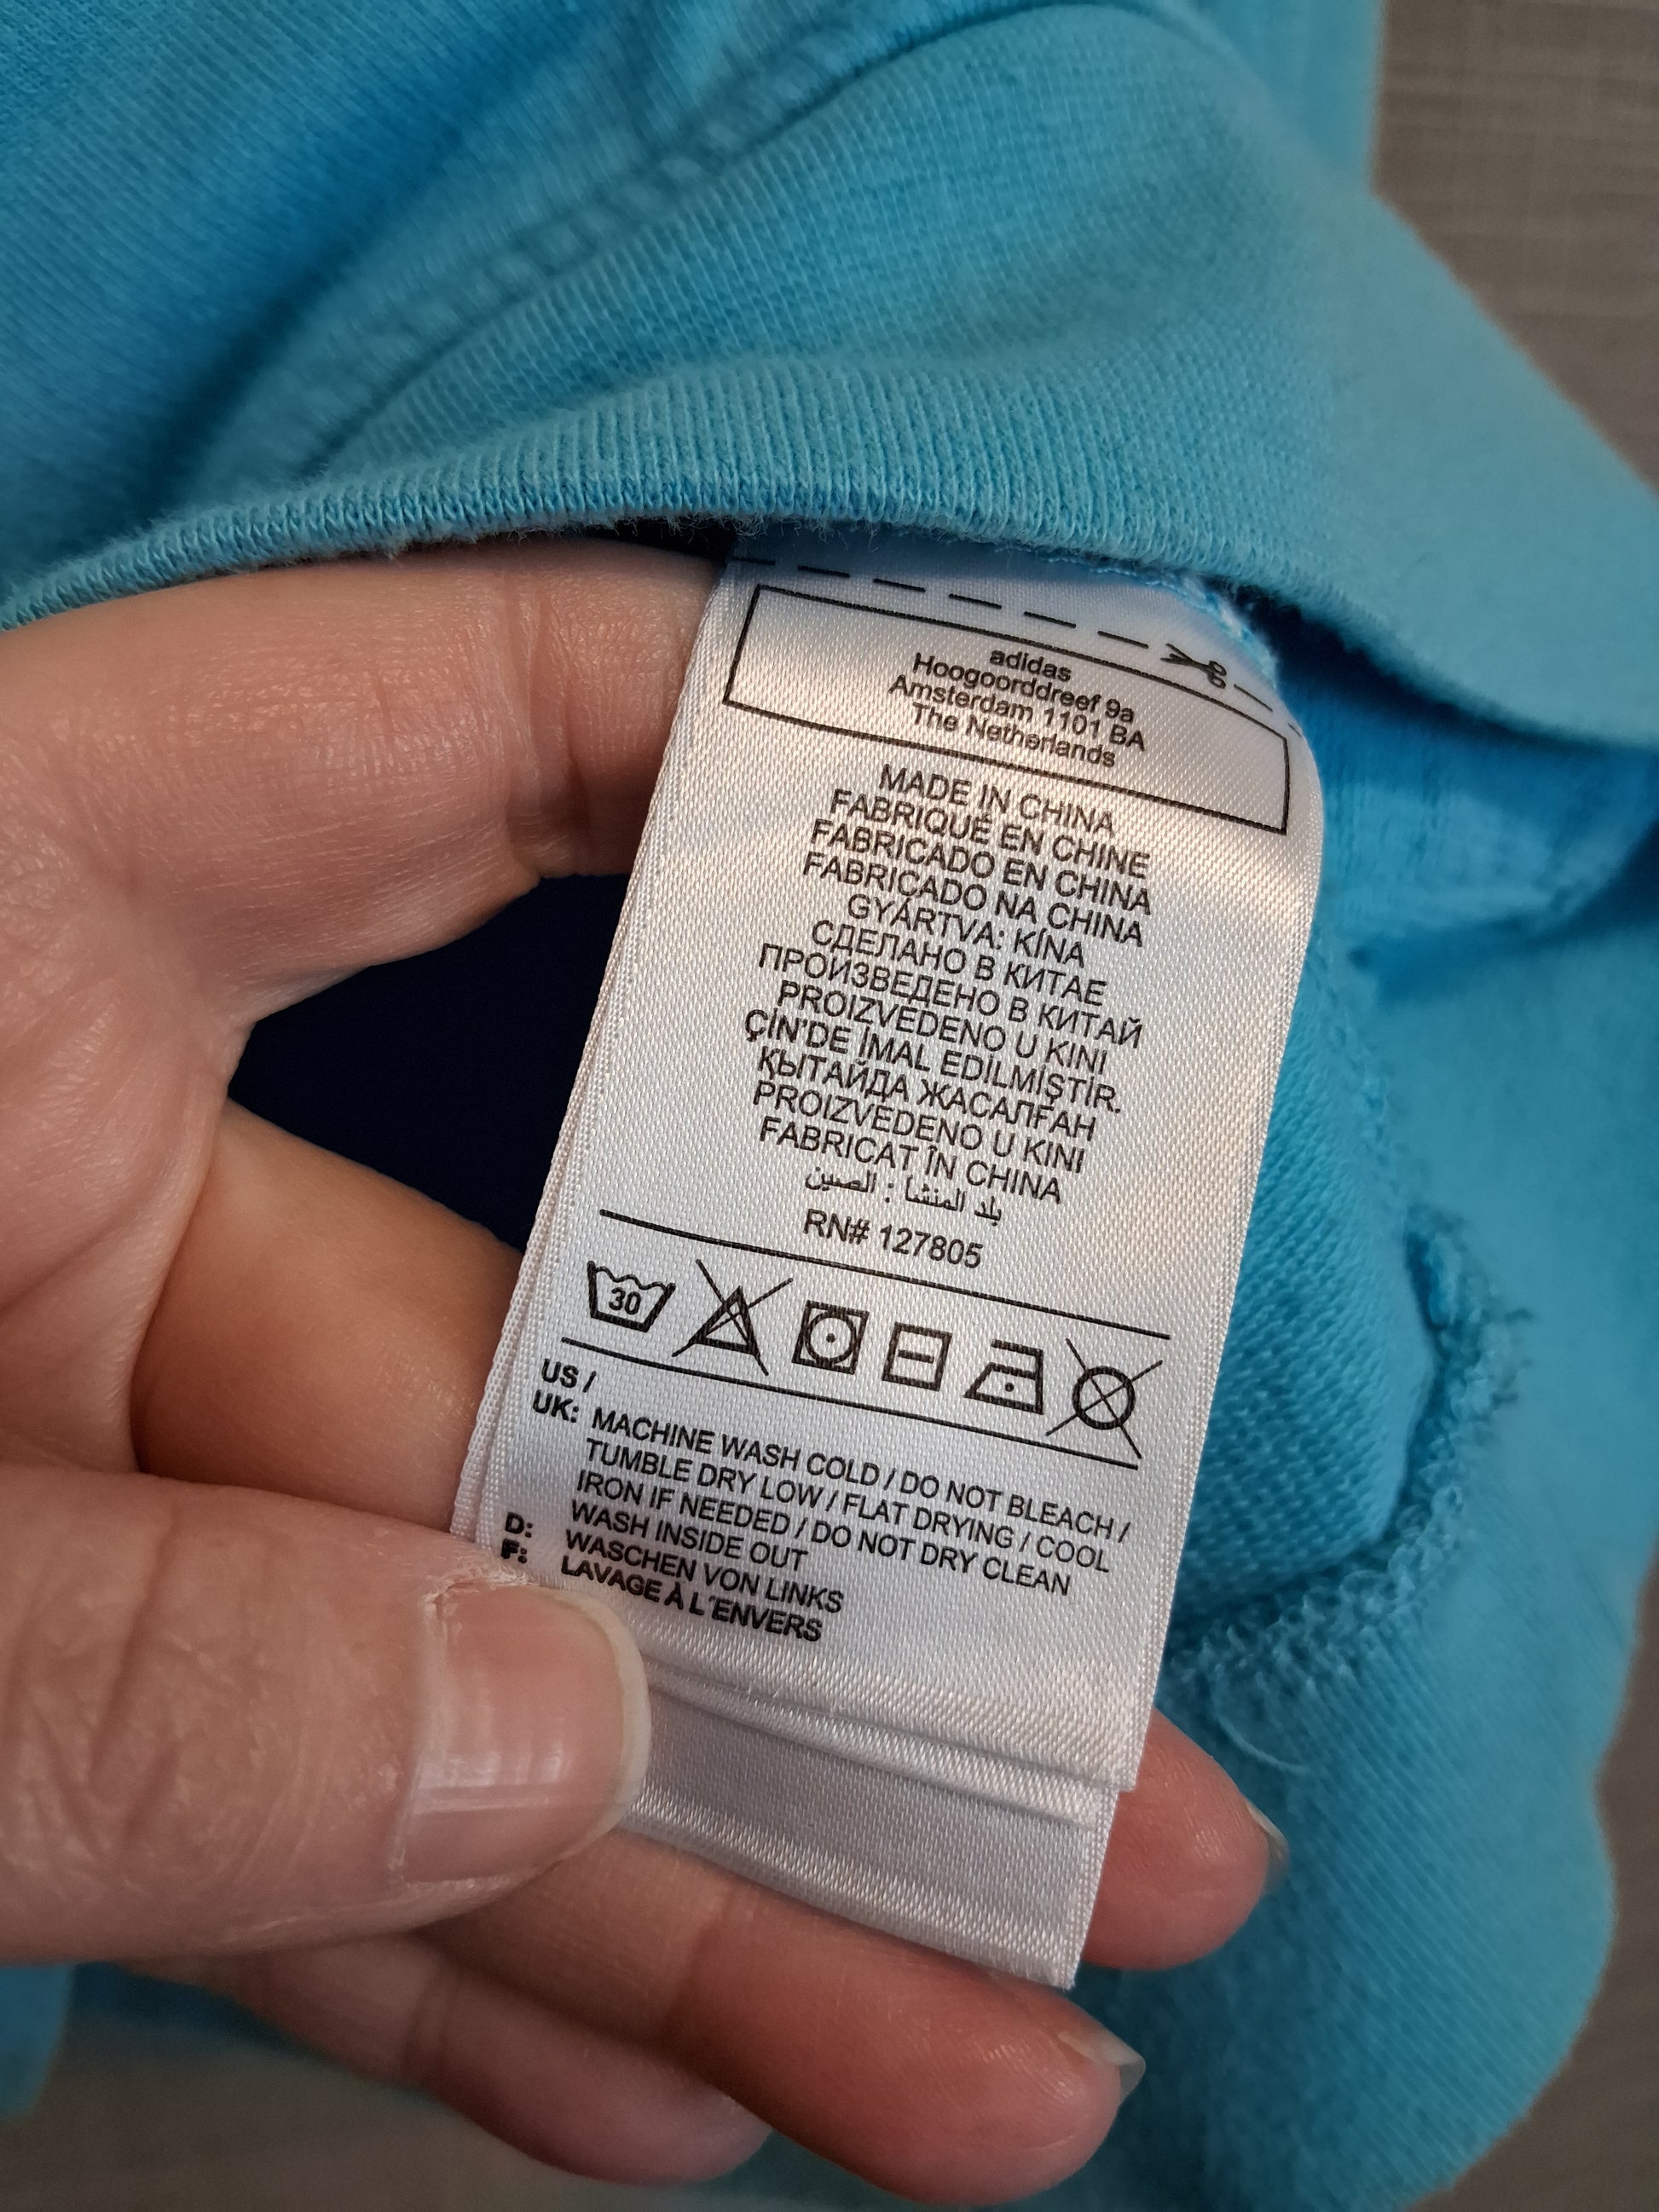 adidas
Hoogoorddreef 9a
Amsterdam 1101 BA
The Netherlands
MADE IN CHINA
FABRIQUÉ EN CHINE
FABRICADO EN CHINA
FABRICADO NA CHINA
GYÁRTVA: KÍNA
СДЕЛАНО В КИТАЕ
ПРОИЗВЕДЕНО В КИТАЙ
PROIZVEDENO U KINI
ÇİN'DE İMAL EDİLMİŞTİR.
ҚЫТАЙДА ЖАСАЛҒАН
PROIZVEDENO U KINI
FABRICAT ÎN CHINA
بلد المنشا : الصين
RN# 127805
30
US /
UK: MACHINE WASH COLD / DO NOT BLEACH /
TUMBLE DRY LOW / FLAT DRYING / COOL
IRON IF NEEDED / DO NOT DRY CLEAN
WASH INSIDE OUT
D: WASCHEN VON LINKS
F: LAVAGE À L´ENVERS